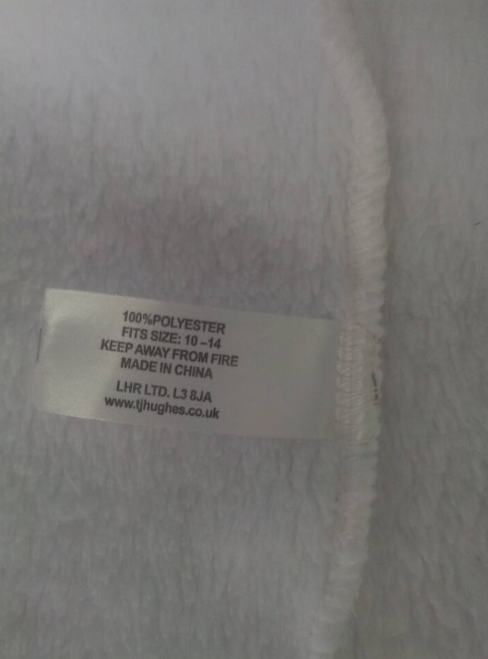 100%POLYESTER
FITS SIZE: 10 –14
KEEP AWAY FROM FIRE
MADE IN CHINA
LHR LTD. L3 8JA
www.tjhughes.co.uk